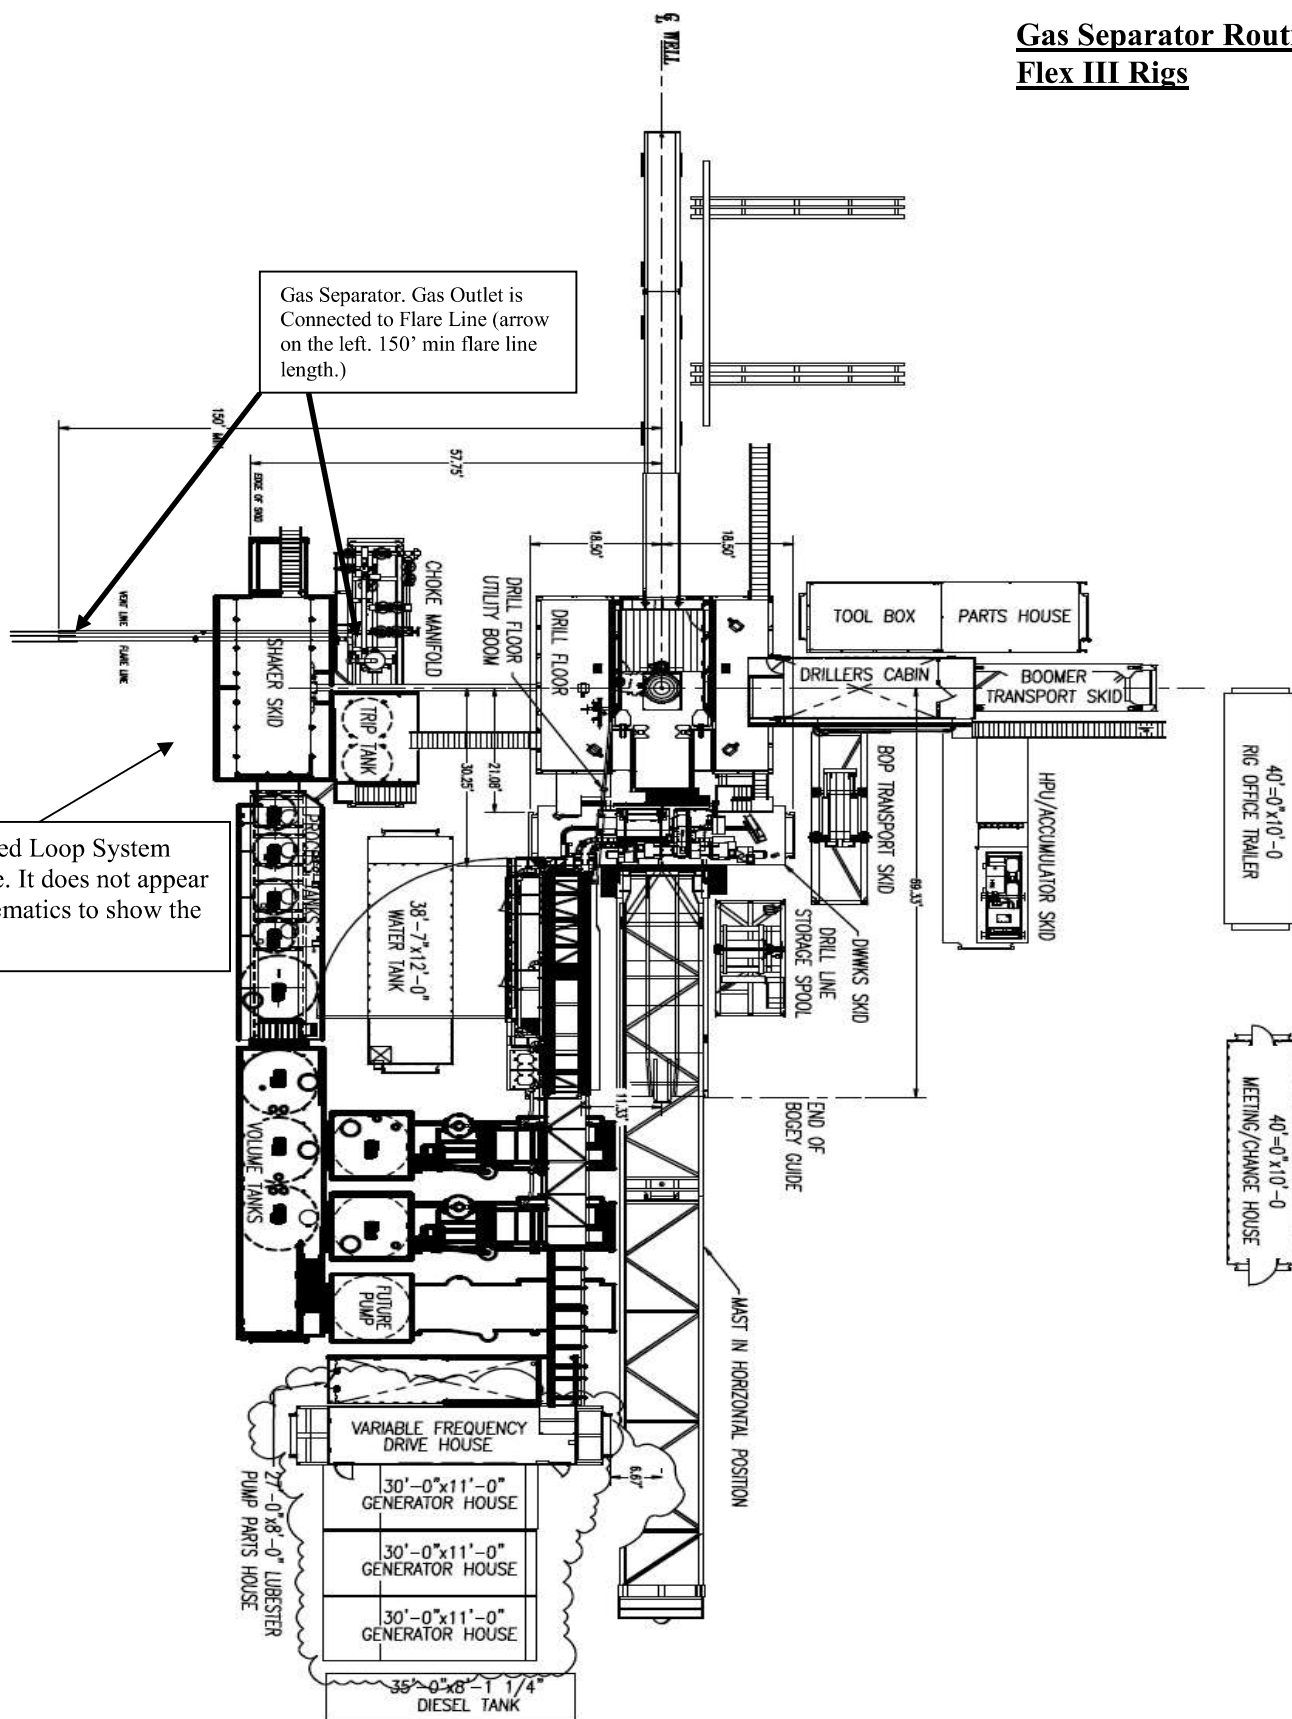 Gas Separator Routi
Flex III Rigs
℄ WELL
Gas Separator. Gas Outlet is
Connected to Flare Line (arrow
on the left. 150' min flare line
length.)
150' MIN
57.75'
EDGE OF SKID
18.50'
18.50'
CHOKE MANIFOLD
DRILL FLOOR
UTILITY BOOM
DRILL FLOOR
TOOL BOX
PARTS HOUSE
VENT LINE
FLARE LINE
SHAKER SKID
TRIP TANK
DRILLERS CABIN
BOOMER
TRANSPORT SKID
30.25'
21.08'
BOP TRANSPORT SKID
HPU/ACCUMULATOR SKID
40'=0"x10'-0
RIG OFFICE TRAILER
ed Loop System
e. It does not appear
ematics to show the
PROCESS TANKS
38'-7"x12'-0"
WATER TANK
69.33'
DWWKS SKID
DRILL LINE
STORAGE SPOOL
11.33'
END OF
BOGEY GUIDE
40'=0"x10'-0
MEETING/CHANGE HOUSE
VOLUME TANKS
FUTURE
PUMP
MAST IN HORIZONTAL POSITION
VARIABLE FREQUENCY
DRIVE HOUSE
6.67'
27'-0"x8'-0" LUBESTER
PUMP PARTS HOUSE
30'-0"x11'-0"
GENERATOR HOUSE
30'-0"x11'-0"
GENERATOR HOUSE
30'-0"x11'-0"
GENERATOR HOUSE
35'-0"x8'-1 1/4"
DIESEL TANK